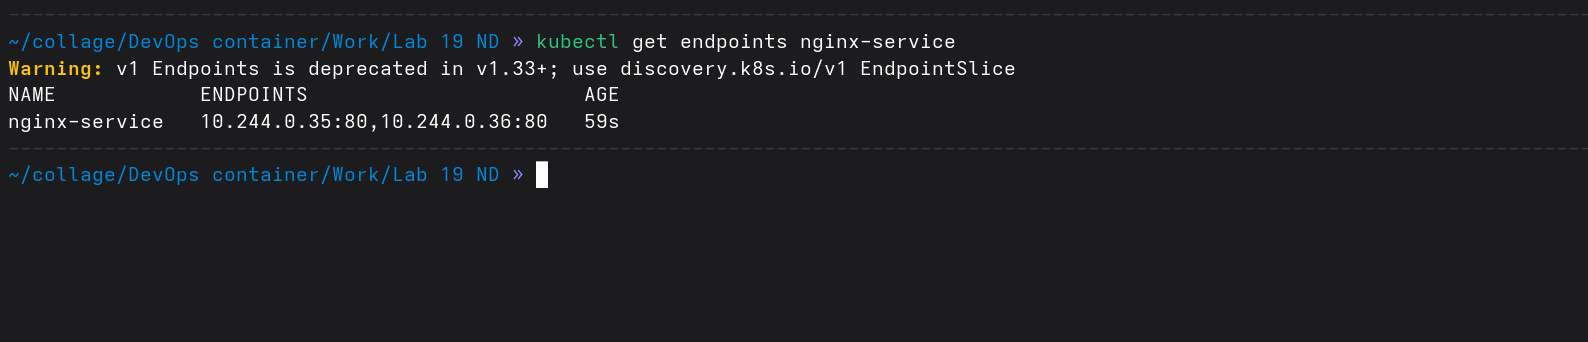 ~/collage/DevOps container/Work/Lab 19 ND » kubectl get endpoints nginx-service
Warning: v1 Endpoints is deprecated in v1.33+; use discovery.k8s.io/v1 EndpointSlice
NAME            ENDPOINTS                       AGE
nginx-service   10.244.0.35:80,10.244.0.36:80   59s
~/collage/DevOps container/Work/Lab 19 ND »